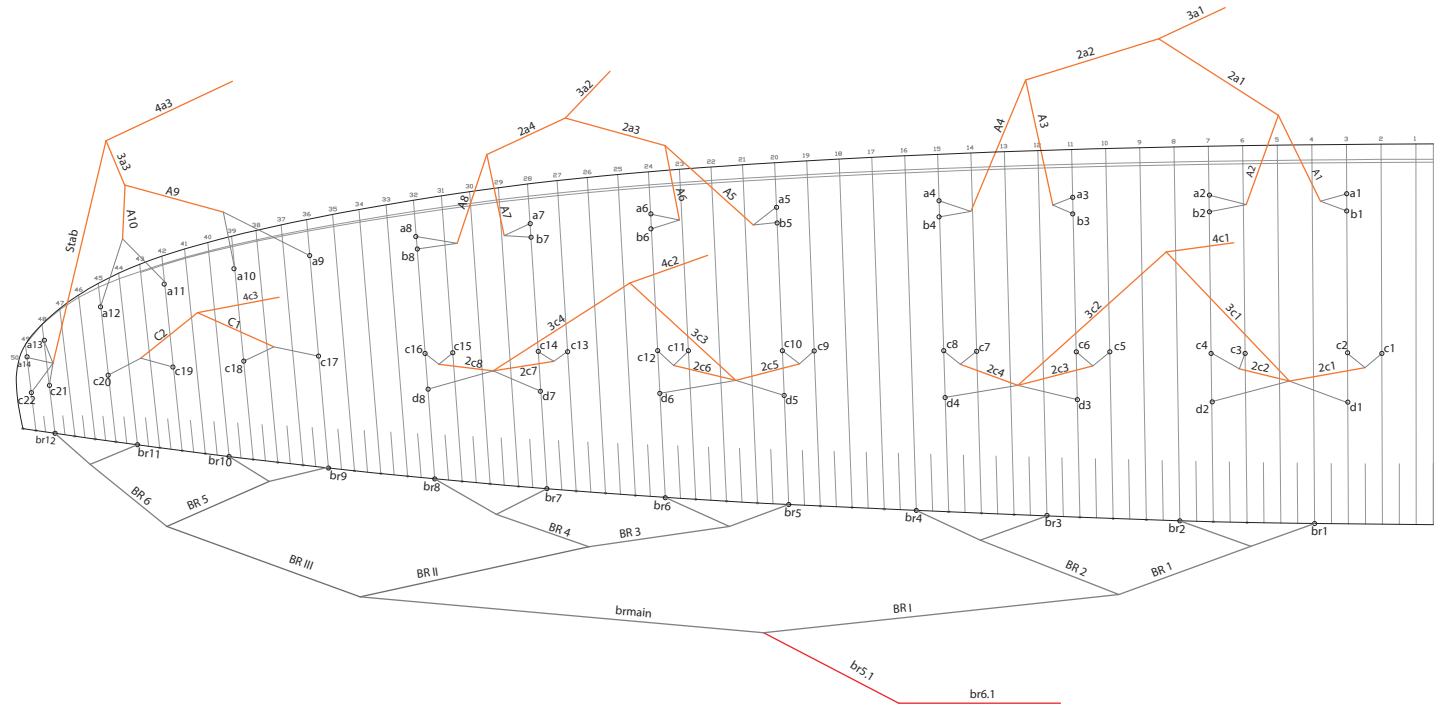 3a1
2a2
2a1
3a2
4a3
2a4
2a3
A4
A3
3a3
A9
A10
Stab
A8
A7
A6
A5
A2
A1
1
2
3
4
5
6
7
8
9
10
11
12
13
14
15
16
17
18
19
20
21
22
23
24
25
26
27
28
29
30
31
32
33
34
35
36
37
38
39
40
41
42
43
44
45
46
47
48
49
50
a1
b1
a2
b2
a3
b3
a4
b4
a5
b5
a6
b6
a7
b7
a8
b8
a9
a10
a11
a12
a13
a14
4c1
4c2
4c3
3c2
3c1
3c4
3c3
C2
C1
c1
c2
c3
c4
c5
c6
c7
c8
c9
c10
c11
c12
c13
c14
c15
c16
c17
c18
c19
c20
c21
c22
2c1
2c2
2c3
2c4
2c5
2c6
2c7
2c8
d1
d2
d3
d4
d5
d6
d7
d8
br12
br11
br10
br9
br8
br7
br6
br5
br4
br3
br2
br1
BR 6
BR 5
BR 4
BR 3
BR 2
BR 1
BR III
BR II
BR I
brmain
br5.1
br6.1